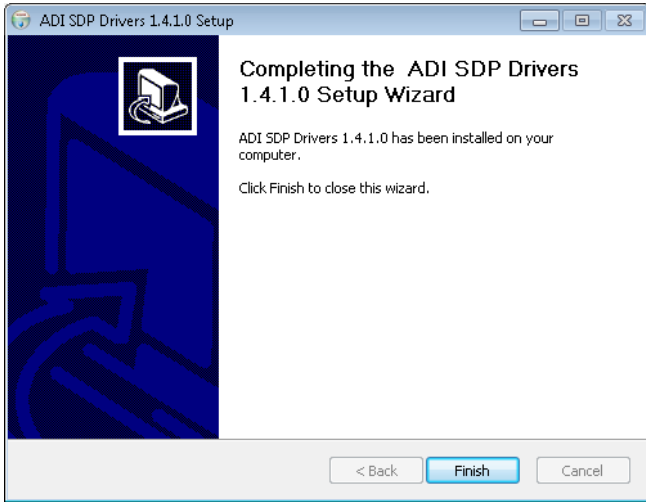 ADI SDP Drivers 1.4.1.0 Setup
Completing the ADI SDP Drivers
1.4.1.0 Setup Wizard
ADI SDP Drivers 1.4.1.0 has been installed on your
computer.
Click Finish to close this wizard.
< Back
Finish
Cancel